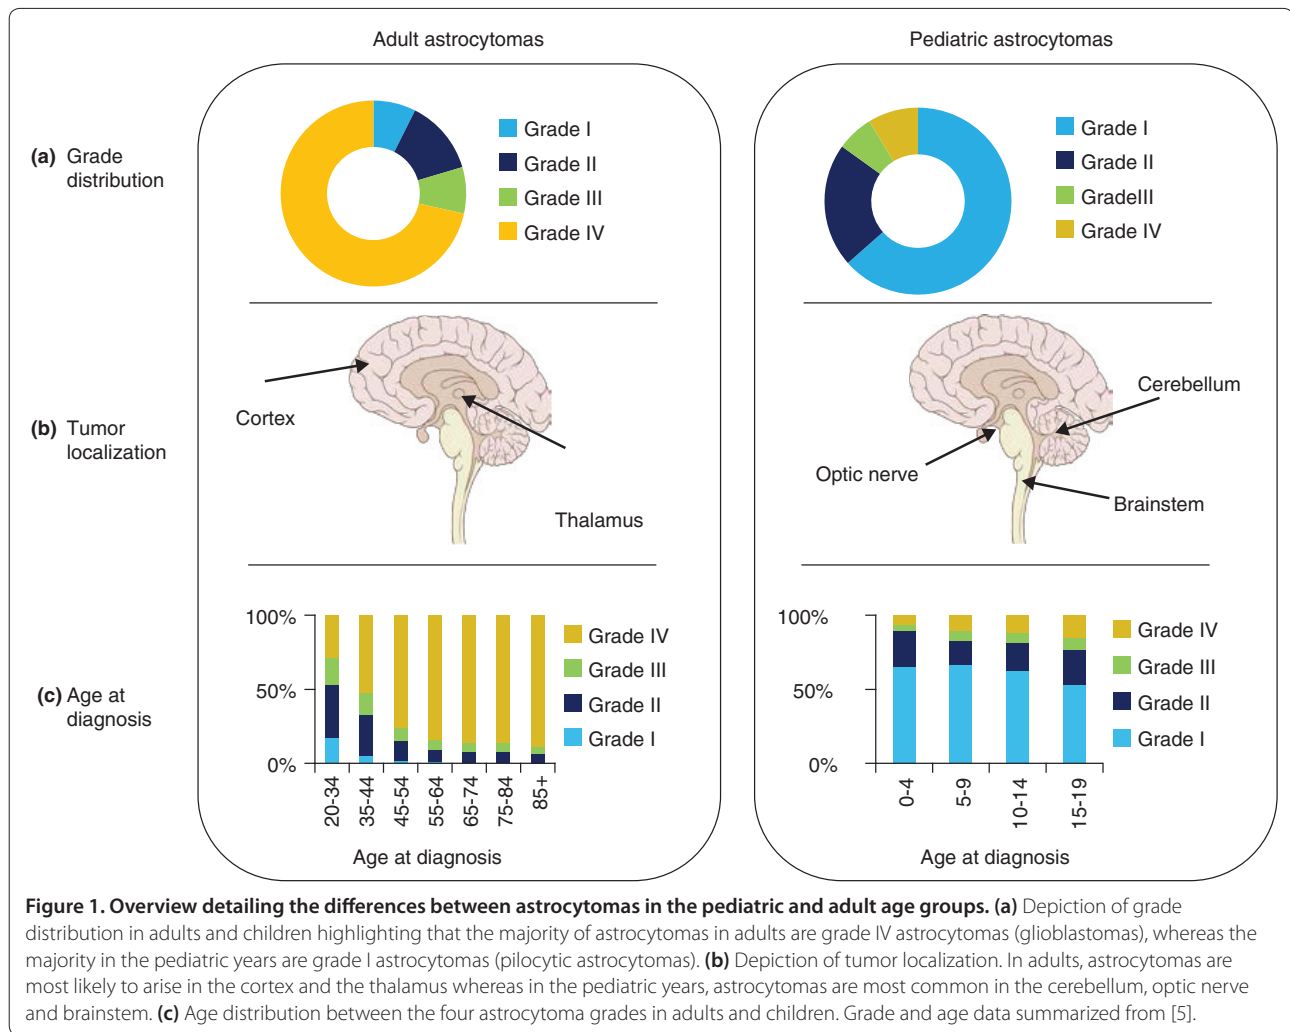 Adult astrocytomas
Pediatric astrocytomas
(a) Grade
distribution
Grade I
Grade II
Grade III
Grade IV
Grade I
Grade II
GradeIII
Grade IV
(b) Tumor
localization
Cortex
Thalamus
Cerebellum
Optic nerve
Brainstem
(c) Age at
diagnosis
100%
50%
0%
20-34
35-44
45-54
55-64
65-74
75-84
85+
Age at diagnosis
Grade IV
Grade III
Grade II
Grade I
100%
50%
0%
0-4
5-9
10-14
15-19
Age at diagnosis
Grade IV
Grade III
Grade II
Grade I
Figure 1. Overview detailing the differences between astrocytomas in the pediatric and adult age groups. (a) Depiction of grade
distribution in adults and children highlighting that the majority of astrocytomas in adults are grade IV astrocytomas (glioblastomas), whereas the
majority in the pediatric years are grade I astrocytomas (pilocytic astrocytomas). (b) Depiction of tumor localization. In adults, astrocytomas are
most likely to arise in the cortex and the thalamus whereas in the pediatric years, astrocytomas are most common in the cerebellum, optic nerve
and brainstem. (c) Age distribution between the four astrocytoma grades in adults and children. Grade and age data summarized from [5].